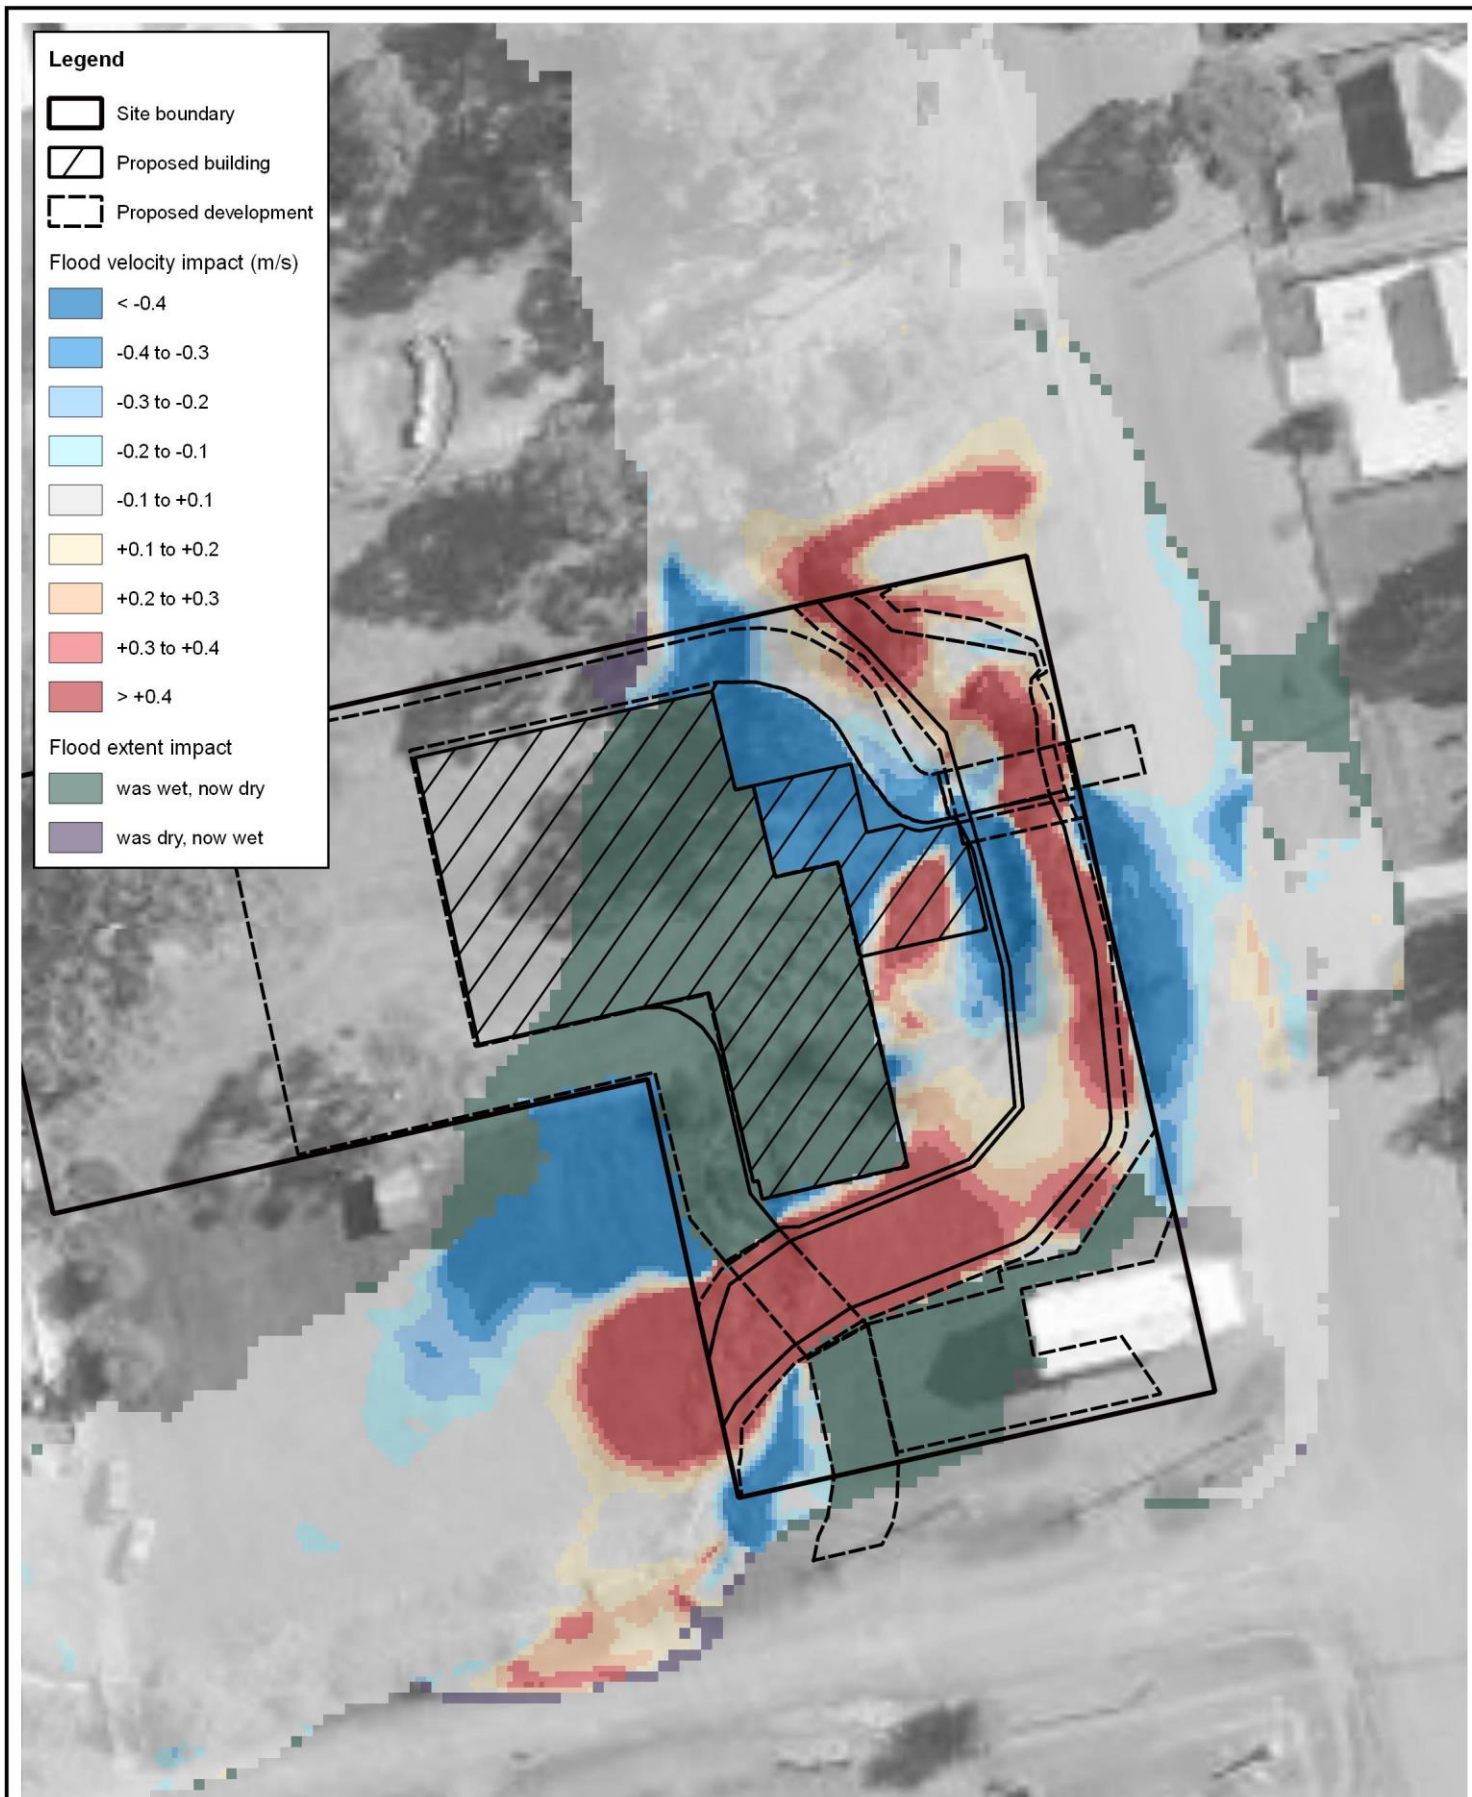 Legend
Site boundary
Proposed building
Proposed development
Flood velocity impact (m/s)
< -0.4
-0.4 to -0.3
-0.3 to -0.2
-0.2 to -0.1
-0.1 to +0.1
+0.1 to +0.2
+0.2 to +0.3
+0.3 to +0.4
> +0.4
Flood extent impact
was wet, now dry
was dry, now wet